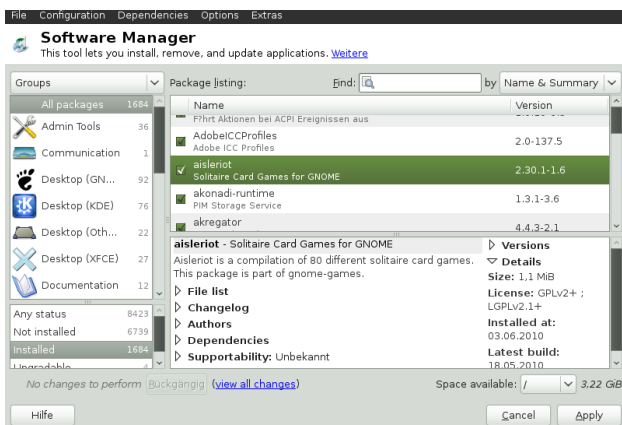 File Configuration Dependencies Options Extras
Software Manager
This tool lets you install, remove, and update applications. Weitere
Groups
Package listing:
Find:
by Name & Summary
All packages 1684
Admin Tools 36
Communication 1
Desktop (GN... 92
Desktop (KDE) 76
Desktop (Oth... 22
Desktop (XFCE) 27
Documentation 12
Any status 8423
Not installed 6739
Installed 1684
Upgradable 4
Name Version
F?hrt Aktionen bei ACPI Ereignissen aus
AdobeICCProfiles 2.0-137.5
Adobe ICC Profiles
aisleriot 2.30.1-1.6
Solitaire Card Games for GNOME
akonadi-runtime 1.3.1-3.6
PIM Storage Service
akregator 4.4.3-2.1
aisleriot - Solitaire Card Games for GNOME
Aisleriot is a compilation of 80 different solitaire card games.
This package is part of gnome-games.
File list
Changelog
Authors
Dependencies
Supportability: Unbekannt
Versions
Details
Size: 1,1 MiB
License: GPLv2+ ;
LGPLv2.1+
Installed at:
03.06.2010
Latest build:
18.05.2010
No changes to perform Rückgängig (view all changes)
Space available: / 3,22 GiB
Hilfe
Cancel
Apply